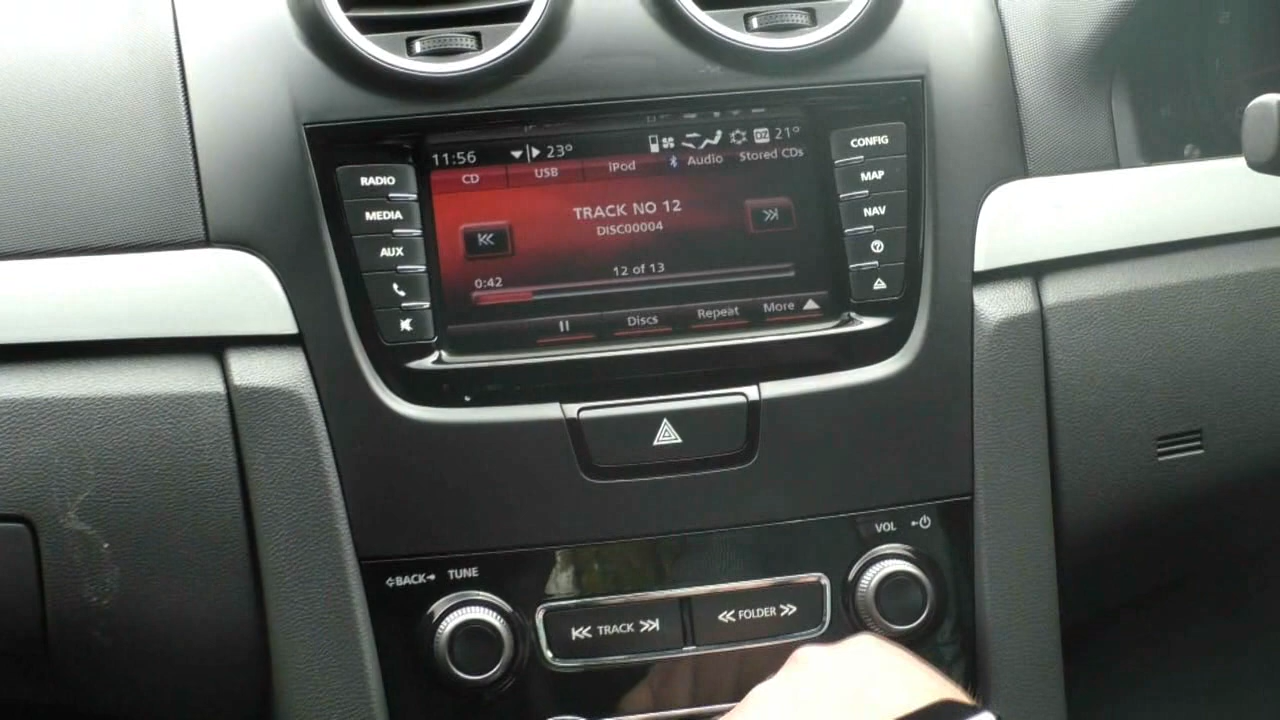 11:56 23° DZ 21°
CD USB iPod Audio Stored CDs
TRACK NO 12
DISC00004
12 of 13
0:42
Discs Repeat More
RADIO
MEDIA
AUX
CONFIG
MAP
NAV
?
BACK TUNE
VOL
TRACK
FOLDER